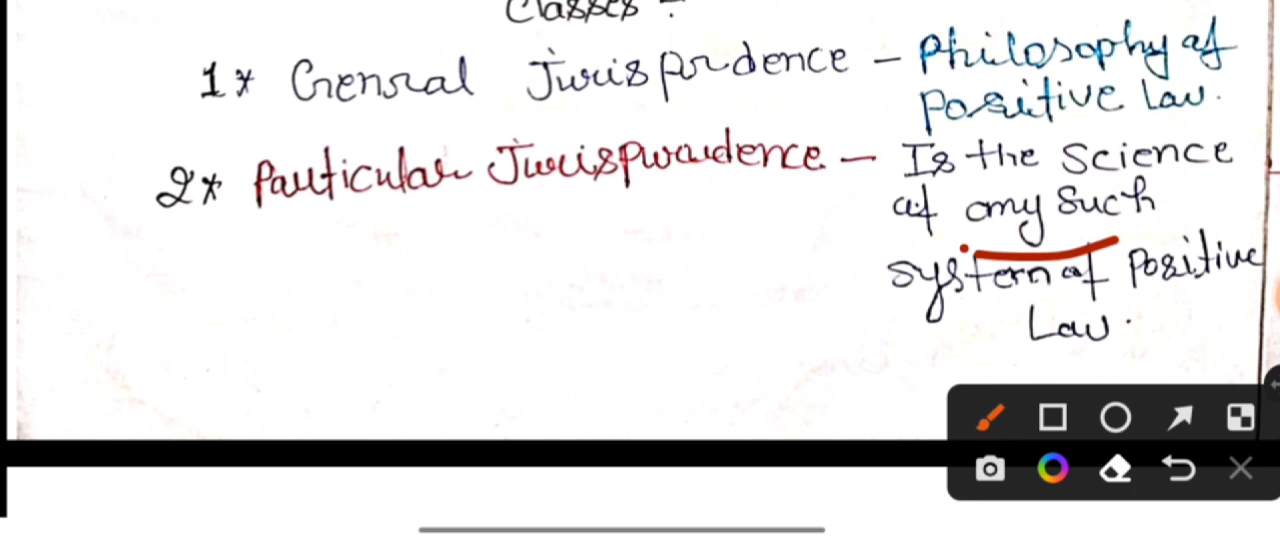 Classes :
1* General Jurisprudence – Philosophy of
Positive Law.
2* Particular Jurisprudence – Is the Science
of any Such
system of Positive
Law.